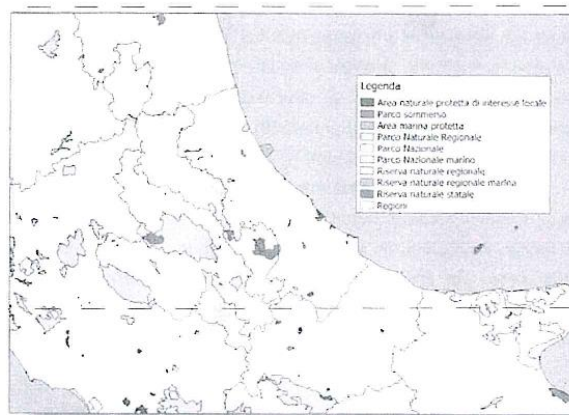 Legenda
Area naturale protetta di interesse locale
Parco sommerso
Area marina protetta
Parco Naturale Regionale
Parco Nazionale
Parco Nazionale marino
Riserva naturale regionale
Riserva naturale regionale marina
Riserva naturale statale
Regioni